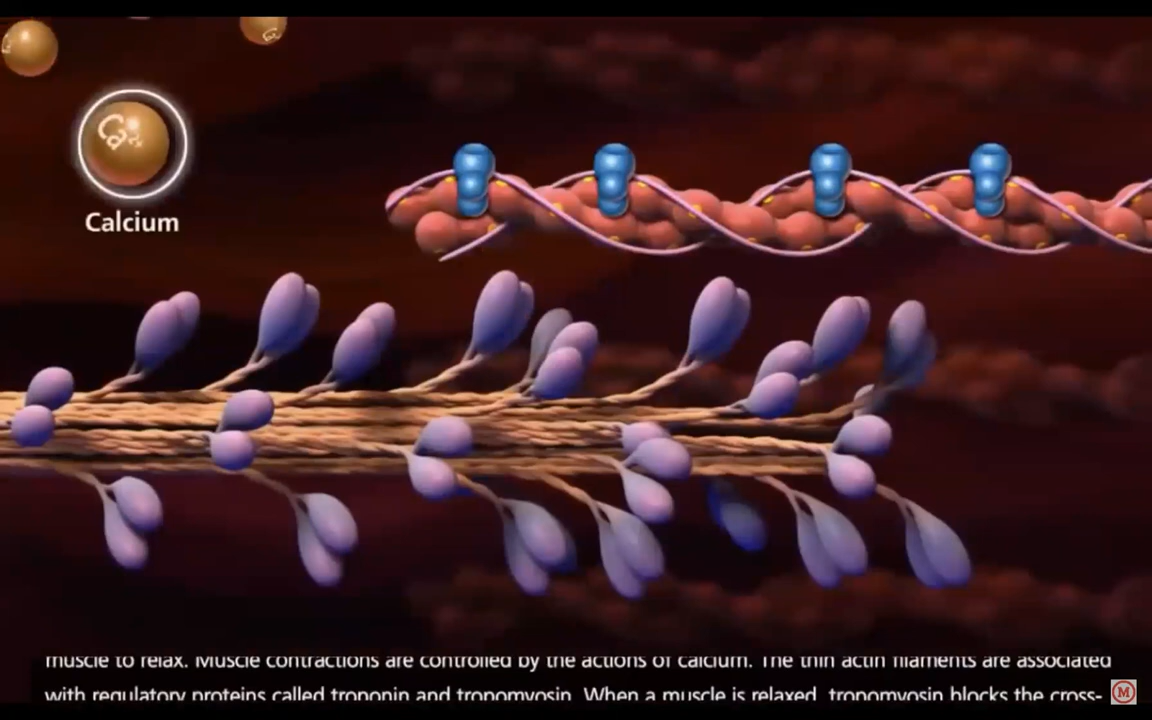 Ca
Calcium
muscle to relax. Muscle contractions are controlled by the actions of calcium. The thin actin filaments are associated
with regulatory proteins called troponin and tropomyosin. When a muscle is relaxed, tropomyosin blocks the cross-
M